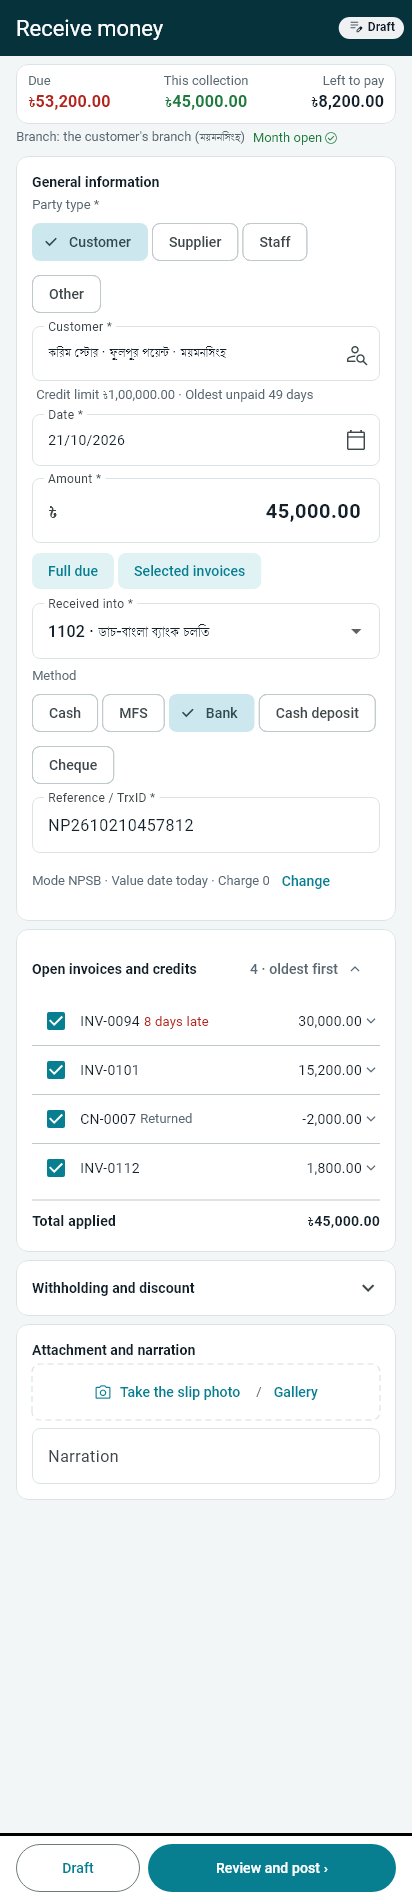 Receive money
Draft
Due
This collection
Left to pay
৳53,200.00
৳45,000.00
৳8,200.00
Branch: the customer's branch (ময়মনসিংহ) Month open
General information
Party type *
Customer
Supplier
Staff
Other
Customer *
করিম স্টোর · ফুলপুর পয়েন্ট · ময়মনসিংহ
Credit limit ৳1,00,000.00 · Oldest unpaid 49 days
Date *
21/10/2026
Amount *
৳ 45,000.00
Full due
Selected invoices
Received into *
1102 · ডাচ-বাংলা ব্যাংক চলতি
Method
Cash
MFS
Bank
Cash deposit
Cheque
Reference / TrxID *
NP2610210457812
Mode NPSB · Value date today · Charge 0 Change
Open invoices and credits 4 · oldest first
INV-0094 8 days late 30,000.00
INV-0101 15,200.00
CN-0007 Returned -2,000.00
INV-0112 1,800.00
Total applied ৳45,000.00
Withholding and discount
Attachment and narration
Take the slip photo / Gallery
Narration
Draft
Review and post ›